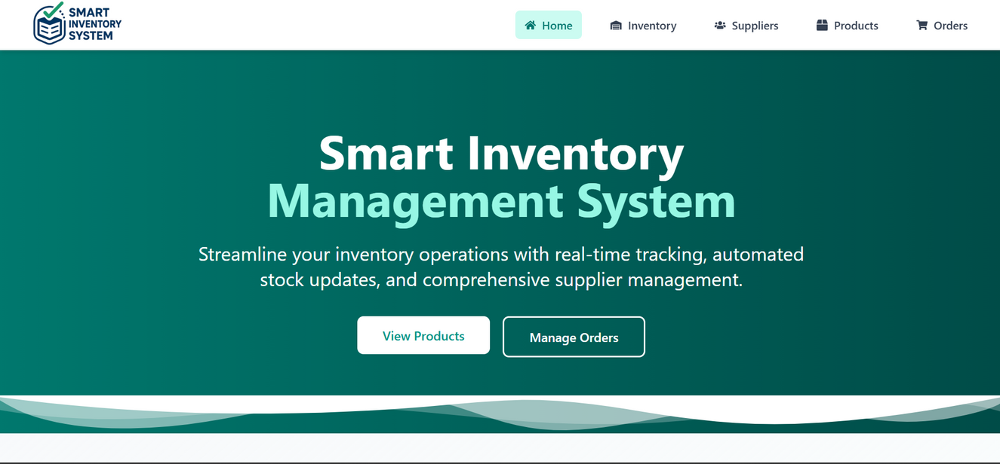 SMART
INVENTORY
SYSTEM
Home
Inventory
Suppliers
Products
Orders
Smart Inventory
Management System
Streamline your inventory operations with real-time tracking, automated
stock updates, and comprehensive supplier management.
View Products
Manage Orders